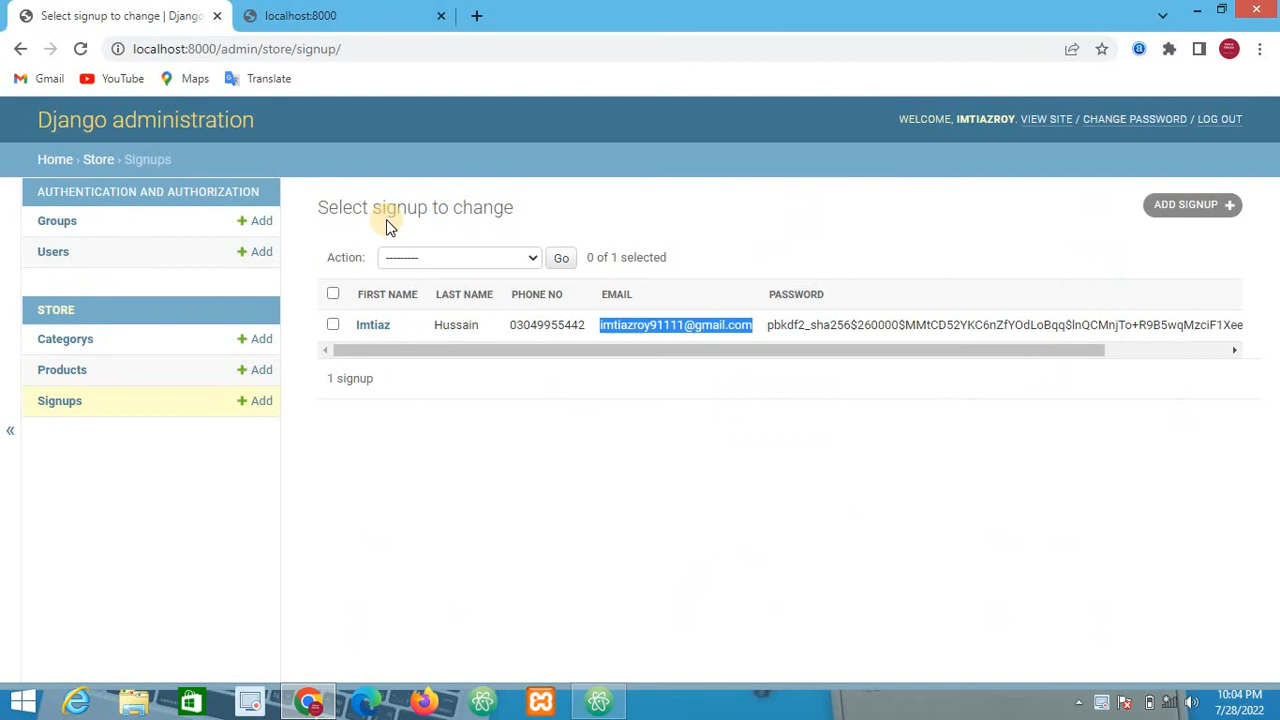 Select signup to change | Djang
localhost:8000
localhost:8000/admin/store/signup/
Gmail YouTube Maps Translate
Django administration
WELCOME, IMTIAZROY. VIEW SITE / CHANGE PASSWORD / LOG OUT
Home › Store › Signups
AUTHENTICATION AND AUTHORIZATION
Groups + Add
Users + Add
STORE
Categorys + Add
Products + Add
Signups + Add
«
Select signup to change
ADD SIGNUP +
Action: --------- Go 0 of 1 selected
FIRST NAME LAST NAME PHONE NO EMAIL PASSWORD
Imtiaz Hussain 03049955442 imtiazroy91111@gmail.com pbkdf2_sha256$260000$MMtCD52YKC6nZfYOdLoBqq$lnQCMnjTo+R9B5wqMzciF1Xee
1 signup
10:04 PM
7/28/2022